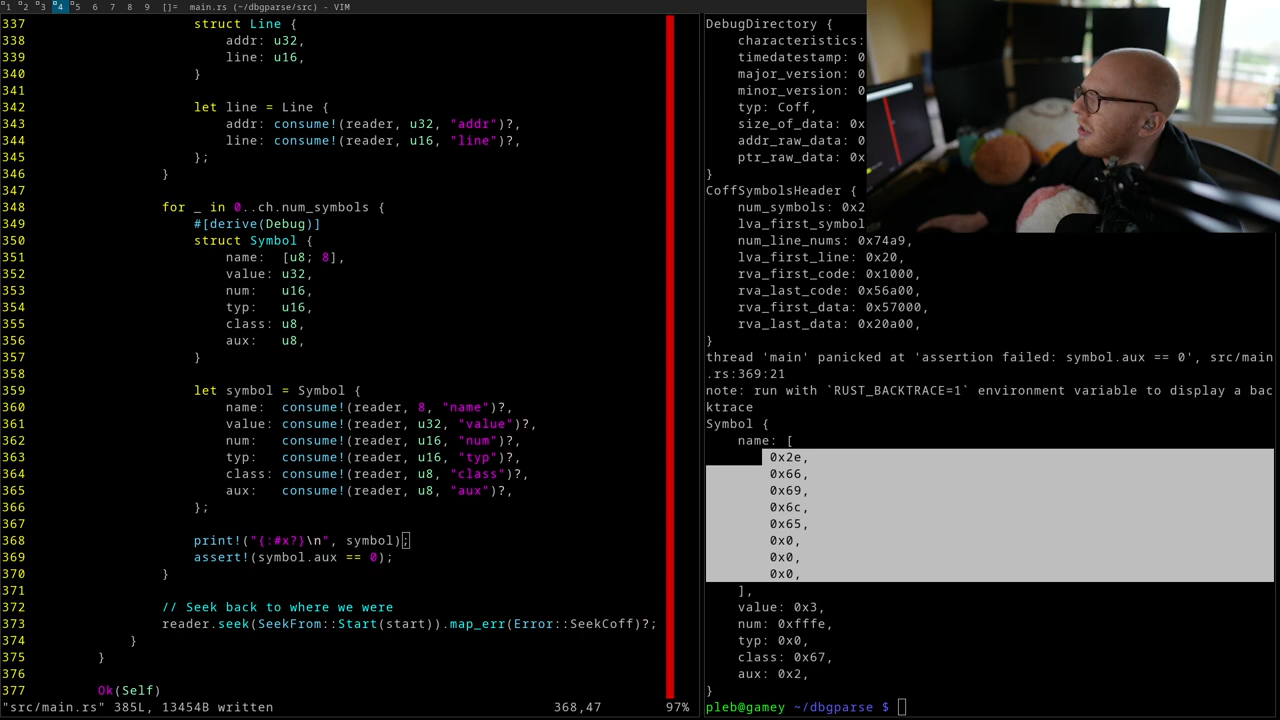 1 2 3 4 5 6 7 8 9 []= main.rs (~/dbgparse/src) - VIM
337 struct Line {
338 addr: u32,
339 line: u16,
340 }
341
342 let line = Line {
343 addr: consume!(reader, u32, "addr")?,
344 line: consume!(reader, u16, "line")?,
345 };
346 }
347
348 for _ in 0..ch.num_symbols {
349 #[derive(Debug)]
350 struct Symbol {
351 name: [u8; 8],
352 value: u32,
353 num: u16,
354 typ: u16,
355 class: u8,
356 aux: u8,
357 }
358
359 let symbol = Symbol {
360 name: consume!(reader, 8, "name")?,
361 value: consume!(reader, u32, "value")?,
362 num: consume!(reader, u16, "num")?,
363 typ: consume!(reader, u16, "typ")?,
364 class: consume!(reader, u8, "class")?,
365 aux: consume!(reader, u8, "aux")?,
366 };
367
368 print!("{:#x?}\n", symbol);
369 assert!(symbol.aux == 0);
370 }
371
372 // Seek back to where we were
373 reader.seek(SeekFrom::Start(start)).map_err(Error::SeekCoff)?;
374 }
375 }
376
377 Ok(Self)
"src/main.rs" 385L, 13454B written 368,47 97%
DebugDirectory {
characteristics:
timedatestamp: 0
major_version: 0
minor_version: 0
typ: Coff,
size_of_data: 0x
addr_raw_data: 0
ptr_raw_data: 0x
}
CoffSymbolsHeader {
num_symbols: 0x2
lva_first_symbol
num_line_nums: 0x74a9,
lva_first_line: 0x20,
rva_first_code: 0x1000,
rva_last_code: 0x56a00,
rva_first_data: 0x57000,
rva_last_data: 0x20a00,
}
thread 'main' panicked at 'assertion failed: symbol.aux == 0', src/main
.rs:369:21
note: run with `RUST_BACKTRACE=1` environment variable to display a bac
ktrace
Symbol {
name: [
0x2e,
0x66,
0x69,
0x6c,
0x65,
0x0,
0x0,
0x0,
],
value: 0x3,
num: 0xfffe,
typ: 0x0,
class: 0x67,
aux: 0x2,
}
pleb@gamey ~/dbgparse $